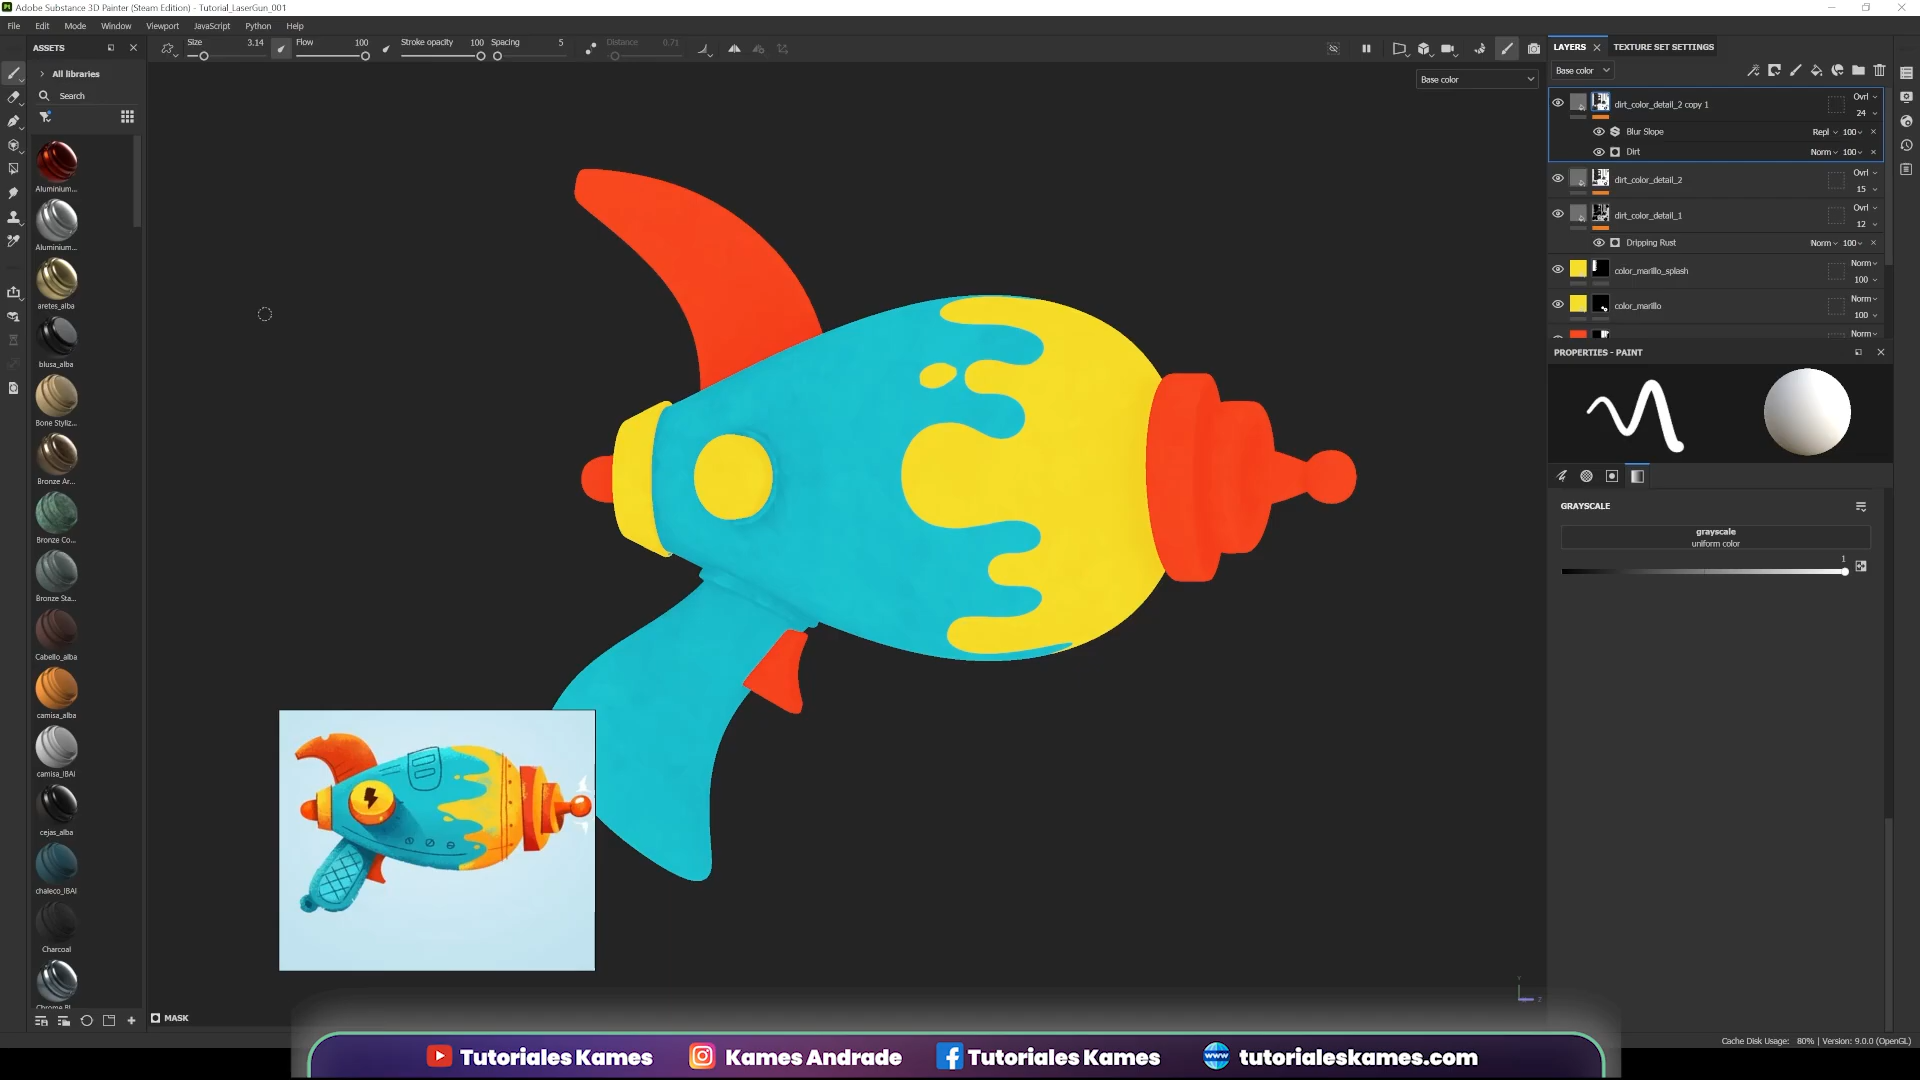 Adobe Substance 3D Painter (Steam Edition) - Tutorial_LaserGun_001
File Edit Mode Window Viewport JavaScript Python Help
ASSETS
Size 3.14 Flow 100 Stroke opacity 100 Spacing 5 Distance 0.71
LAYERS TEXTURE SET SETTINGS
All libraries
Base color
Base color
Search
dirt_color_detail_2 copy 1 Ovrl 24
Blur Slope Repl 100
Dirt Norm 100
dirt_color_detail_2 Ovrl 15
dirt_color_detail_1 Ovrl 12
Dripping Rust Norm 100
color_marillo_splash Norm 100
color_marillo Norm 100
Norm
Aluminium...
Aluminium...
aretes_alba
blusa_alba
Bone Styliz...
Bronze Ar...
Bronze Co...
Bronze Sta...
Cabello_alba
camisa_alba
camisa_IBAI
cejas_alba
chaleco_IBAI
Charcoal
PROPERTIES - PAINT
GRAYSCALE
grayscale
uniform color
1
MASK
Cache Disk Usage: 80% | Version: 9.0.0 (OpenGL)
Tutoriales Kames Kames Andrade Tutoriales Kames tutorialeskames.com